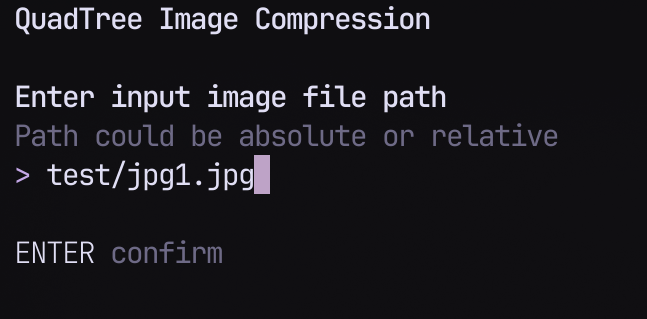 QuadTree Image Compression
Enter input image file path
Path could be absolute or relative
> test/jpg1.jpg
ENTER confirm